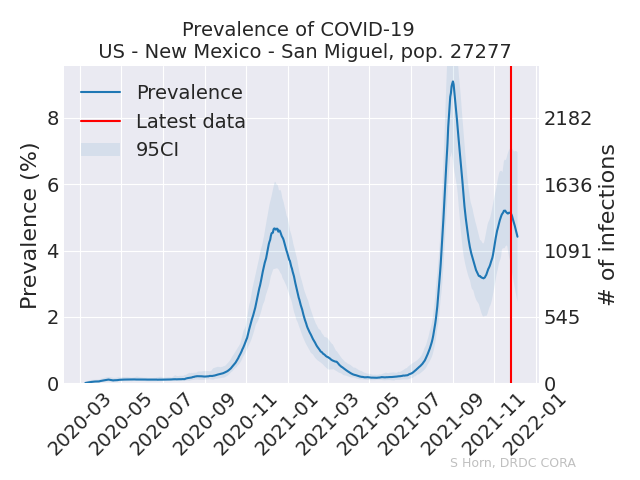 Prevalence of COVID-19
US - New Mexico - San Miguel, pop. 27277
Prevalence
Latest data
95CI
Prevalence (%)
8
6
4
2
0
# of infections
2182
1636
1091
545
0
2020-03
2020-05
2020-07
2020-09
2020-11
2021-01
2021-03
2021-05
2021-07
2021-09
2021-11
2022-01
S Horn, DRDC CORA